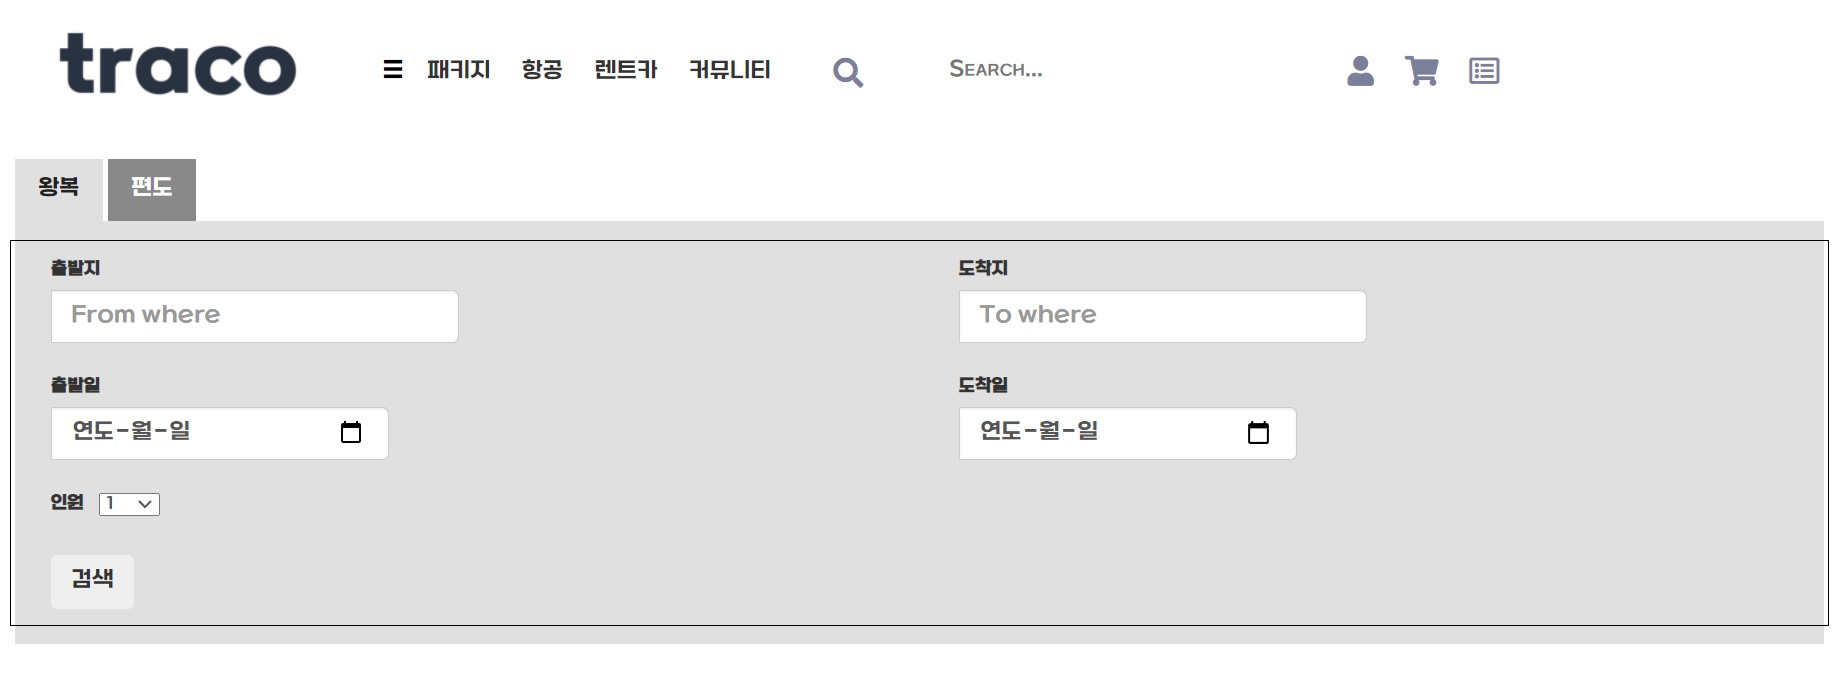 traco
패키지 항공 렌트카 커뮤니티 SEARCH...
왕복 편도
출발지 도착지
From where To where
출발일 도착일
연도-월-일 연도-월-일
인원 1
검색